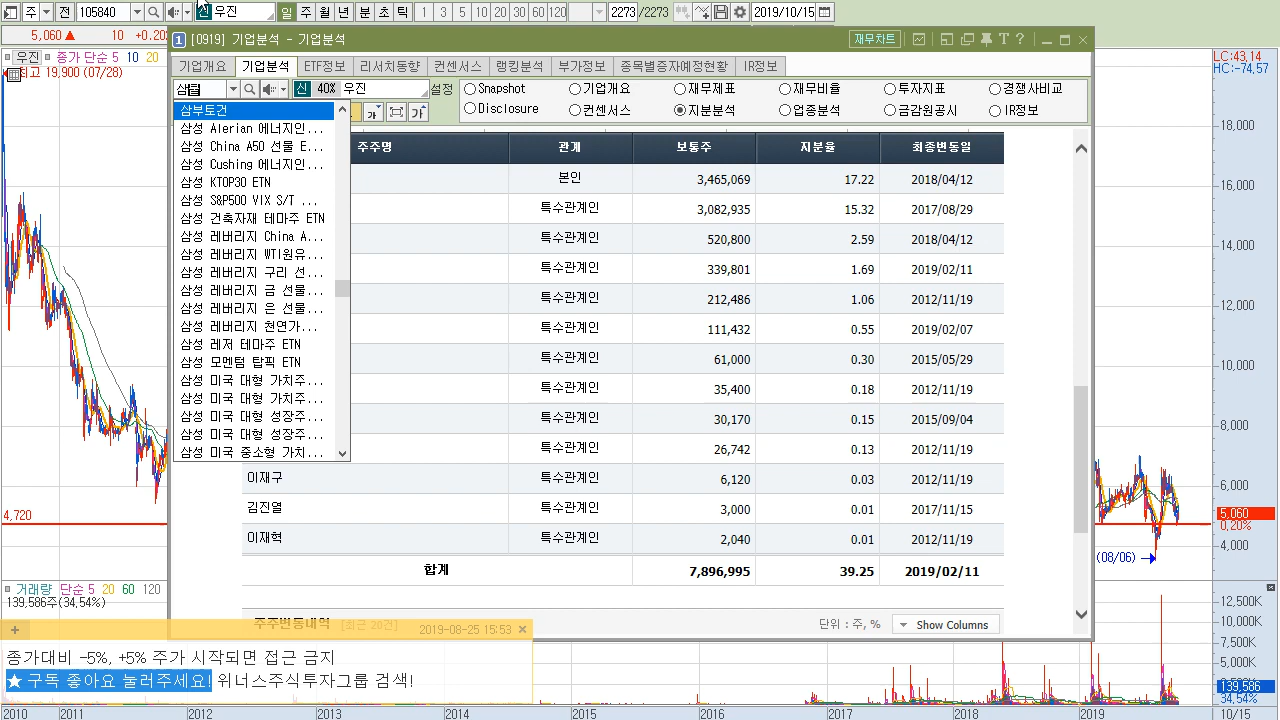 주 전 105840 신 우진 일 주 월 년 분 초 틱 1 3 5 10 20 30 60 120 2273 /2273 2019/10/15
5,060 ▲ 10 +0.20
1 [0919] 기업분석 - 기업분석 재무차트
기업개요 기업분석 ETF정보 리서치동향 컨센서스 랭킹분석 부가정보 종목별증자예정현황 IR정보
신 40% 우진 설정
Snapshot 기업개요 재무제표 재무비율 투자지표 경쟁사비교
Disclosure 컨센서스 지분분석 업종분석 금감원공시 IR정보
우진 종가 단순 5 10 20
최고 19,900 (07/28)
삼부토건
삼성 Alerian 에너지인...
삼성 China A50 선물 E...
삼성 Cushing 에너지인...
삼성 KTOP30 ETN
삼성 S&P500 VIX S/T ...
삼성 건축자재 테마주 ETN
삼성 레버리지 China A...
삼성 레버리지 WTI원유...
삼성 레버리지 구리 선...
삼성 레버리지 금 선물...
삼성 레버리지 은 선물...
삼성 레버리지 천연가...
삼성 레저 테마주 ETN
삼성 모멘텀 탑픽 ETN
삼성 미국 대형 가치주...
삼성 미국 대형 가치주...
삼성 미국 대형 성장주...
삼성 미국 대형 성장주...
삼성 미국 중소형 가치...
주주명 관계 보통주 지분율 최종변동일
본인 3,465,069 17.22 2018/04/12
특수관계인 3,082,935 15.32 2017/08/29
특수관계인 520,800 2.59 2018/04/12
특수관계인 339,801 1.69 2019/02/11
특수관계인 212,486 1.06 2012/11/19
특수관계인 111,432 0.55 2019/02/07
특수관계인 61,000 0.30 2015/05/29
특수관계인 35,400 0.18 2012/11/19
특수관계인 30,170 0.15 2015/09/04
특수관계인 26,742 0.13 2012/11/19
이재구 특수관계인 6,120 0.03 2012/11/19
김진열 특수관계인 3,000 0.01 2017/11/15
이재혁 특수관계인 2,040 0.01 2012/11/19
합계 7,896,995 39.25 2019/02/11
주주변동내역 [최근 20건] 단위 : 주, % Show Columns
LC:43,14
HC:-74,57
18,000
16,000
14,000
12,000
10,000
8,000
6,000
5,060
0,20%
4,000
(08/06)
4,720
거래량 단순 5 20 60 120
139,586주(34,54%)
12,500K
10,000K
7,500K
5,000K
139,586
34,94%
2019-08-25 15:53
종가대비 -5%, +5% 주가 시작되면 접근 금지
★ 구독 좋아요 눌러주세요! 위너스주식투자그룹 검색!
2010 2011 2012 2013 2014 2015 2016 2017 2018 2019 10/15